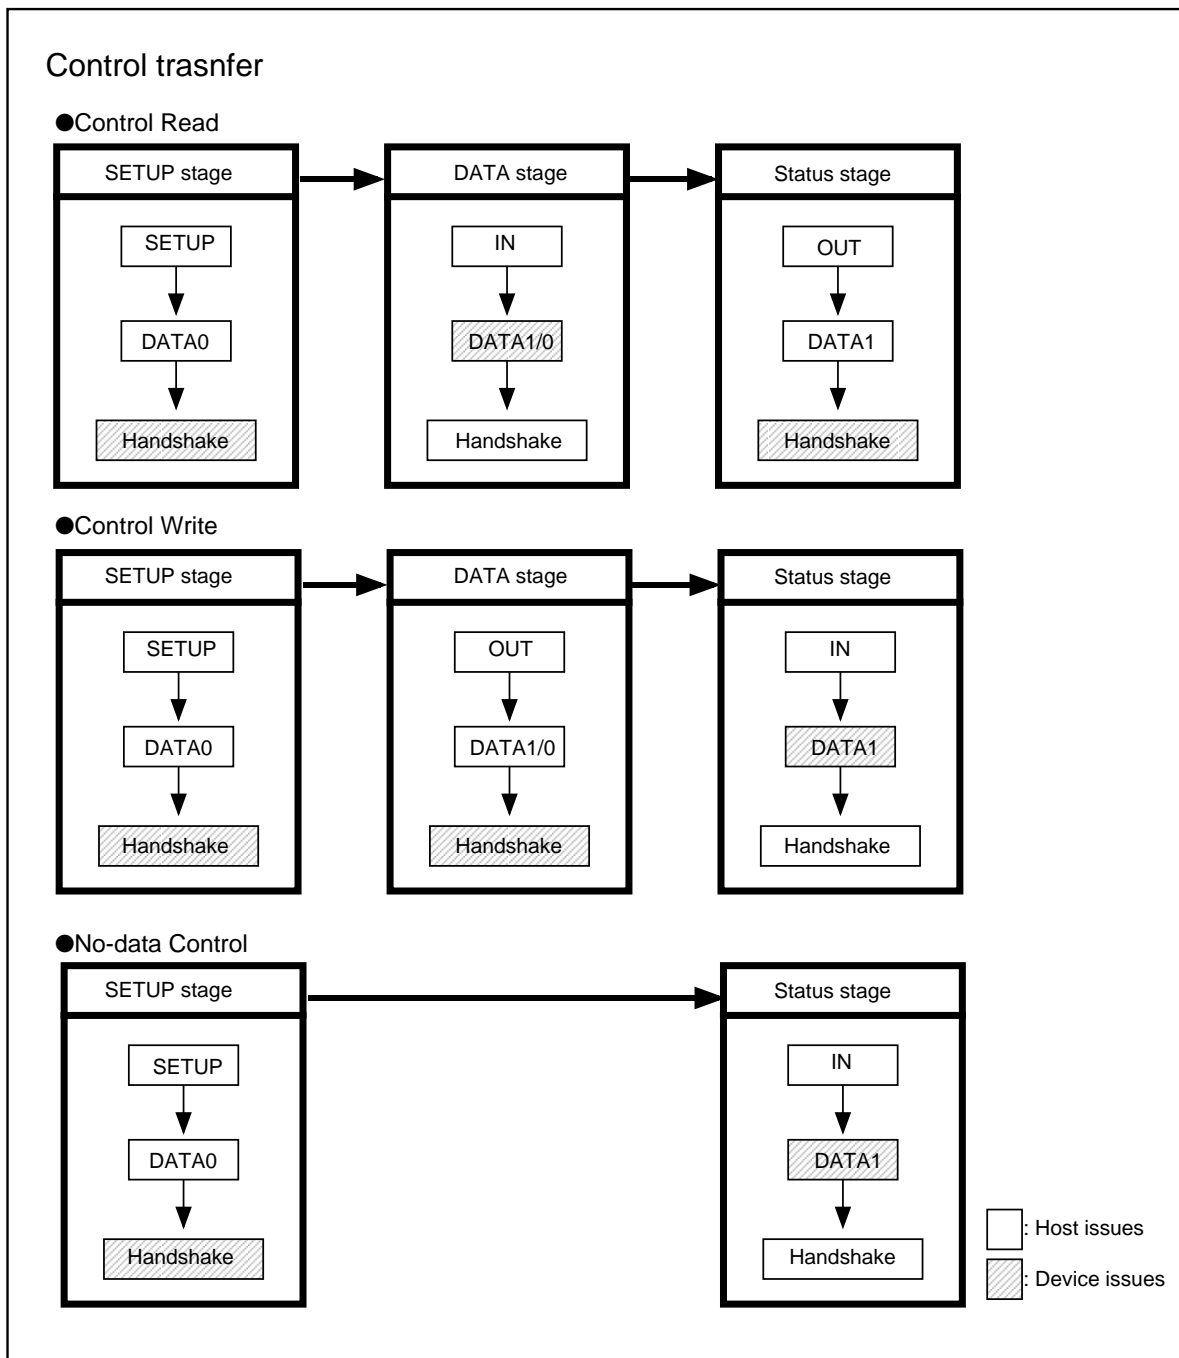 Control trasnfer
●Control Read
SETUP stage
DATA stage
Status stage
SETUP
IN
OUT
DATA0
DATA1/0
DATA1
Handshake
Handshake
Handshake
●Control Write
SETUP stage
DATA stage
Status stage
SETUP
OUT
IN
DATA0
DATA1/0
DATA1
Handshake
Handshake
Handshake
●No-data Control
SETUP stage
Status stage
SETUP
IN
DATA0
DATA1
Handshake
Handshake
: Host issues
: Device issues